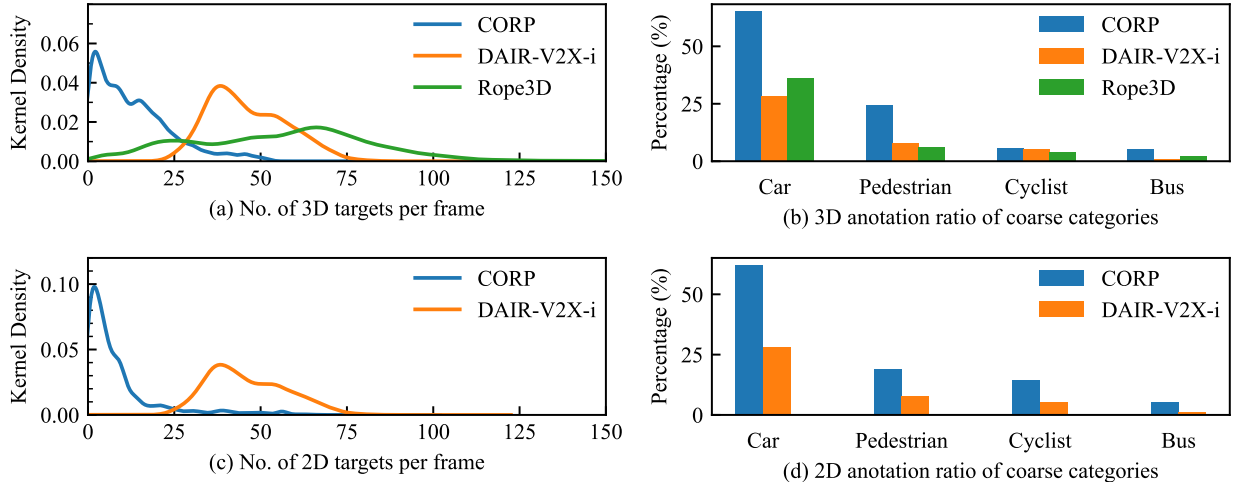 Kernel Density
0.06
0.04
0.02
0.00
0 25 50 75 100 125 150
CORP
DAIR-V2X-i
Rope3D
(a) No. of 3D targets per frame
Percentage (%)
50
25
0
CORP
DAIR-V2X-i
Rope3D
Car Pedestrian Cyclist Bus
(b) 3D anotation ratio of coarse categories
Kernel Density
0.10
0.05
0.00
0 25 50 75 100 125 150
CORP
DAIR-V2X-i
(c) No. of 2D targets per frame
Percentage (%)
50
25
0
CORP
DAIR-V2X-i
Car Pedestrian Cyclist Bus
(d) 2D anotation ratio of coarse categories